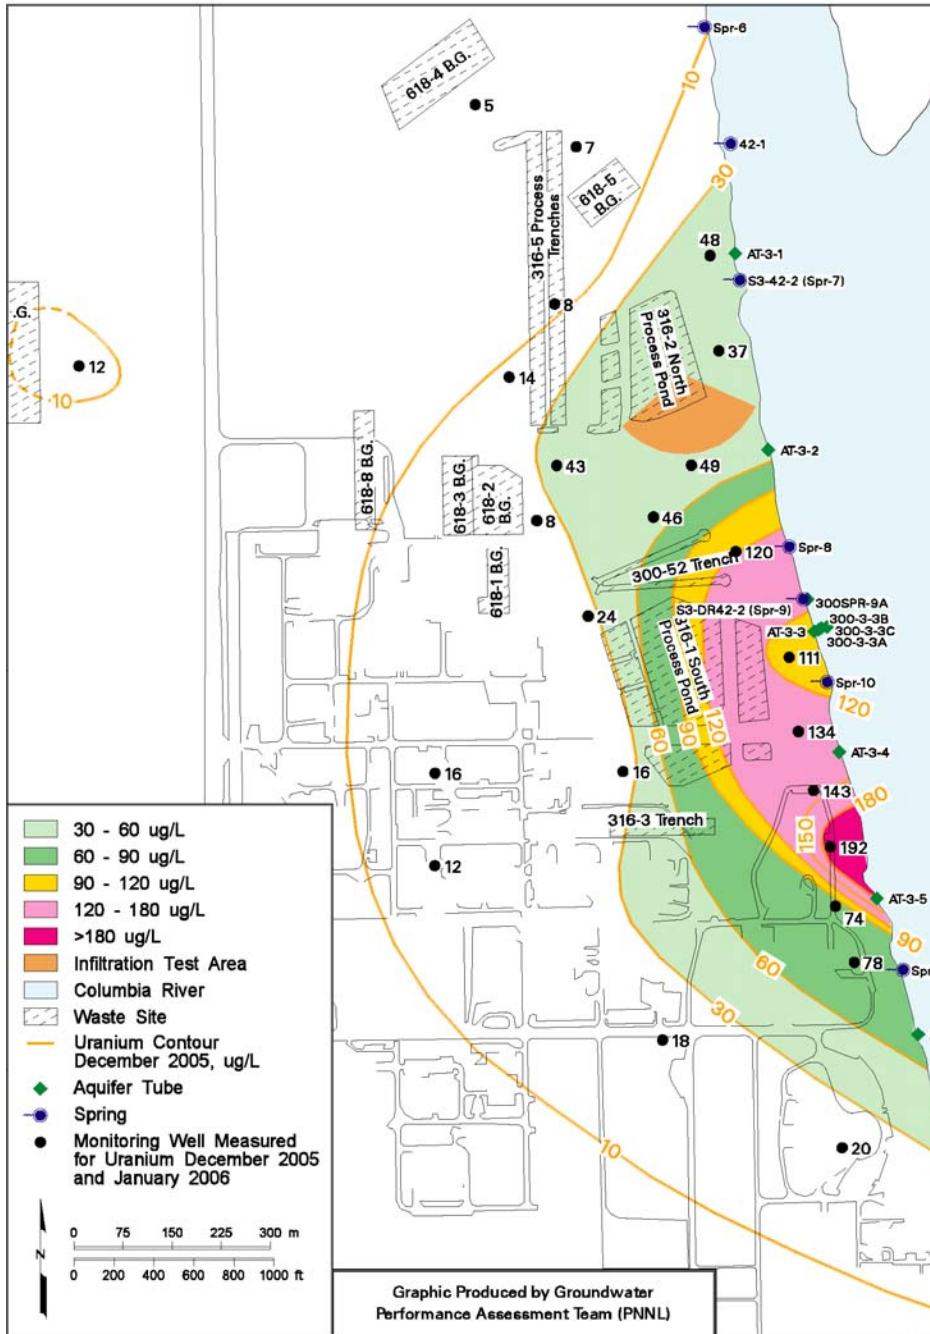 Spr-6
618-4 B.G.
10
5
42-1
7
30
618-5
B.G.
316-5 Process
Trenches
48
AT-3-1
S3-42-2 (Spr-7)
8
.G.
316-2 North
Process Pond
12
37
10
14
AT-3-2
43
49
618-8 B.G.
618-3 B.G.
618-2
B.G.
8
46
120
Spr-8
300-52 Trench
618-1 B.G.
24
S3-DR42-2 (Spr-9)
300SPR-9A
300-3-3B
AT-3-3
300-3-3C
300-3-3A
316-1 South
Process Pond
111
Spr-10
120
60
90
120
134
AT-3-4
16
16
143
180
316-3 Trench
150
192
12
AT-3-5
74
90
78
Spr
60
30
18
10
20
30 - 60 ug/L
60 - 90 ug/L
90 - 120 ug/L
120 - 180 ug/L
>180 ug/L
Infiltration Test Area
Columbia River
Waste Site
Uranium Contour
December 2005, ug/L
Aquifer Tube
Spring
Monitoring Well Measured
for Uranium December 2005
and January 2006
N
0 75 150 225 300 m
0 200 400 600 800 1000 ft
Graphic Produced by Groundwater
Performance Assessment Team (PNNL)